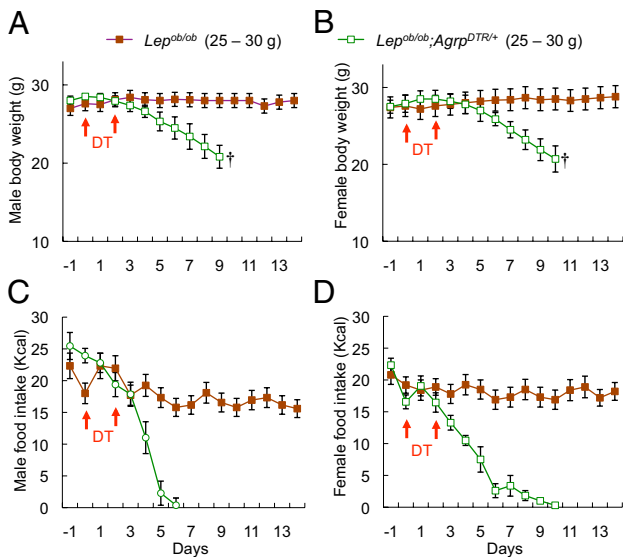 A
B
Lep^ob/ob (25 – 30 g)
Lep^ob/ob;Agrp^DTR/+ (25 – 30 g)
Male body weight (g)
30
20
10
DT
†
-1 1 3 5 7 9 11 13
Female body weight (g)
30
20
10
DT
†
-1 1 3 5 7 9 11 13
C
D
Male food intake (Kcal)
30
25
20
15
10
5
0
DT
-1 1 3 5 7 9 11 13
Days
Female food intake (Kcal)
30
25
20
15
10
5
0
DT
-1 1 3 5 7 9 11 13
Days